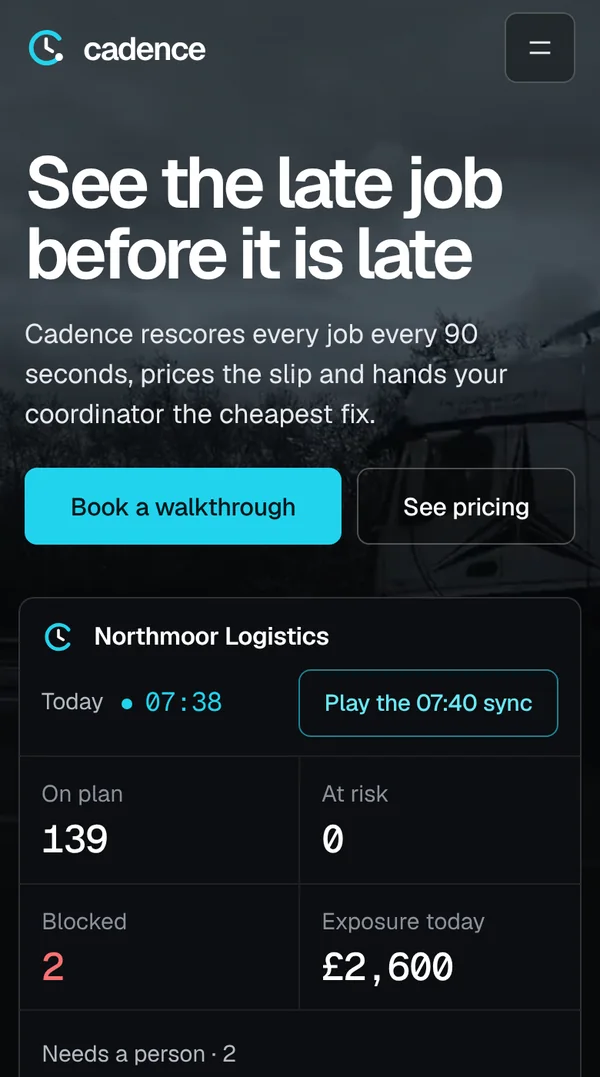 cadence
See the late job
before it is late
Cadence rescores every job every 90
seconds, prices the slip and hands your
coordinator the cheapest fix.
Book a walkthrough
See pricing
Northmoor Logistics
Today • 07:38
Play the 07:40 sync
On plan
139
At risk
0
Blocked
2
Exposure today
£2,600
Needs a person · 2